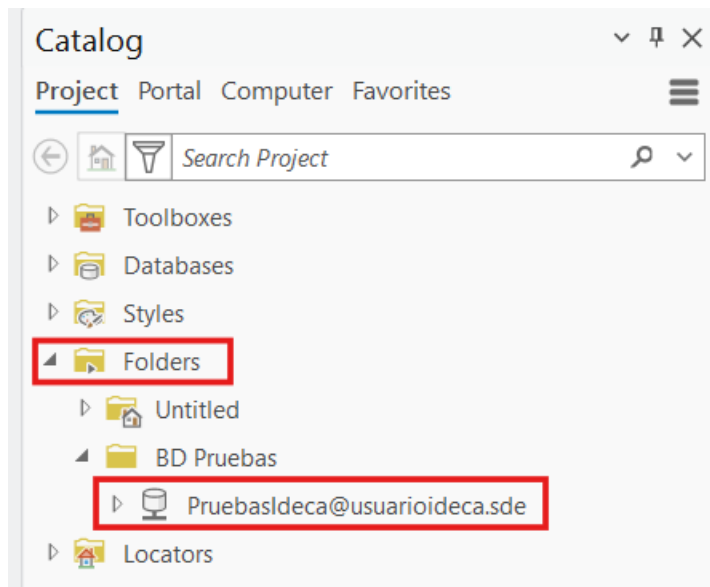 Catalog
Project Portal Computer Favorites
Search Project
Toolboxes
Databases
Styles
Folders
Untitled
BD Pruebas
PruebasIdeca@usuarioideca.sde
Locators